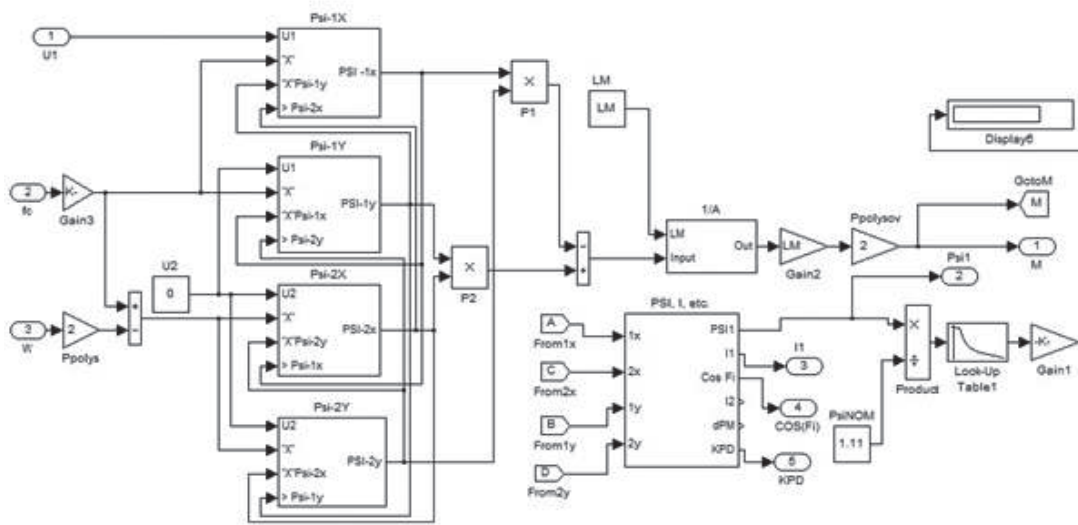 Psi-1X
1
U1
U1
"X"
"X"Psi-1y
> Psi-2x
PSI -1x
×
P1
LM
LM
Display6
Psi-1Y
2
fc
K-
Gain3
U1
"X"
"X"Psi-1x
> Psi-2y
PSI-1y
U2
0
×
P2
1/A
LM
Input
Out
LM
Gain2
Ppolysov
2
GotoM
M
1
M
Psi1
2
3
W
2
Ppolys
+
-
-
+
Psi-2X
U2
"X"
"X"Psi-2y
> Psi-1x
PSI-2x
Psi-2Y
U2
"X"
"X"Psi-2x
> Psi-1y
PSI-2y
PSI, I, etc.
A
From1x
C
From2x
B
From1y
D
From2y
1x
2x
1y
2y
PSI1
I1
Cos Fi
I2
dPM
KPD
I1
3
4
COS(Fi)
5
KPD
×
÷
Product
PsiNOM
1.11
Look-Up
Table1
-K-
Gain1